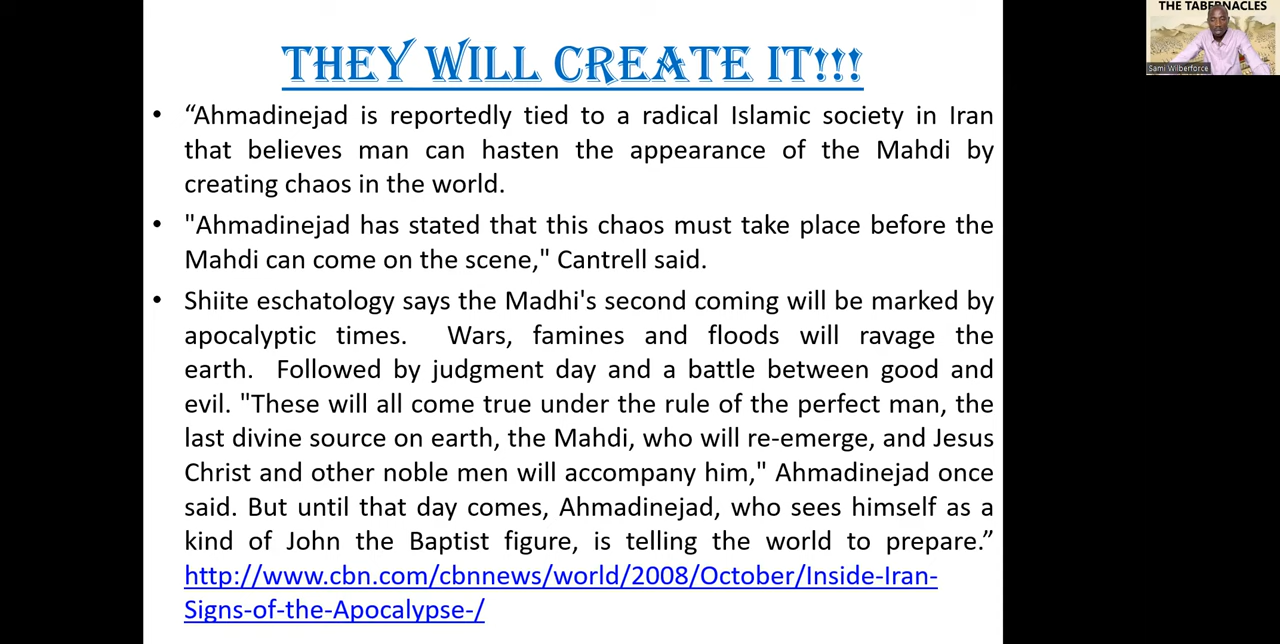 THE TABERNACLES
Sami Wilberforce
THEY WILL CREATE IT!!!
• “Ahmadinejad is reportedly tied to a radical Islamic society in Iran
that believes man can hasten the appearance of the Mahdi by
creating chaos in the world.
• "Ahmadinejad has stated that this chaos must take place before the
Mahdi can come on the scene," Cantrell said.
• Shiite eschatology says the Madhi's second coming will be marked by
apocalyptic times. Wars, famines and floods will ravage the
earth. Followed by judgment day and a battle between good and
evil. "These will all come true under the rule of the perfect man, the
last divine source on earth, the Mahdi, who will re-emerge, and Jesus
Christ and other noble men will accompany him," Ahmadinejad once
said. But until that day comes, Ahmadinejad, who sees himself as a
kind of John the Baptist figure, is telling the world to prepare.”
http://www.cbn.com/cbnnews/world/2008/October/Inside-Iran-
Signs-of-the-Apocalypse-/